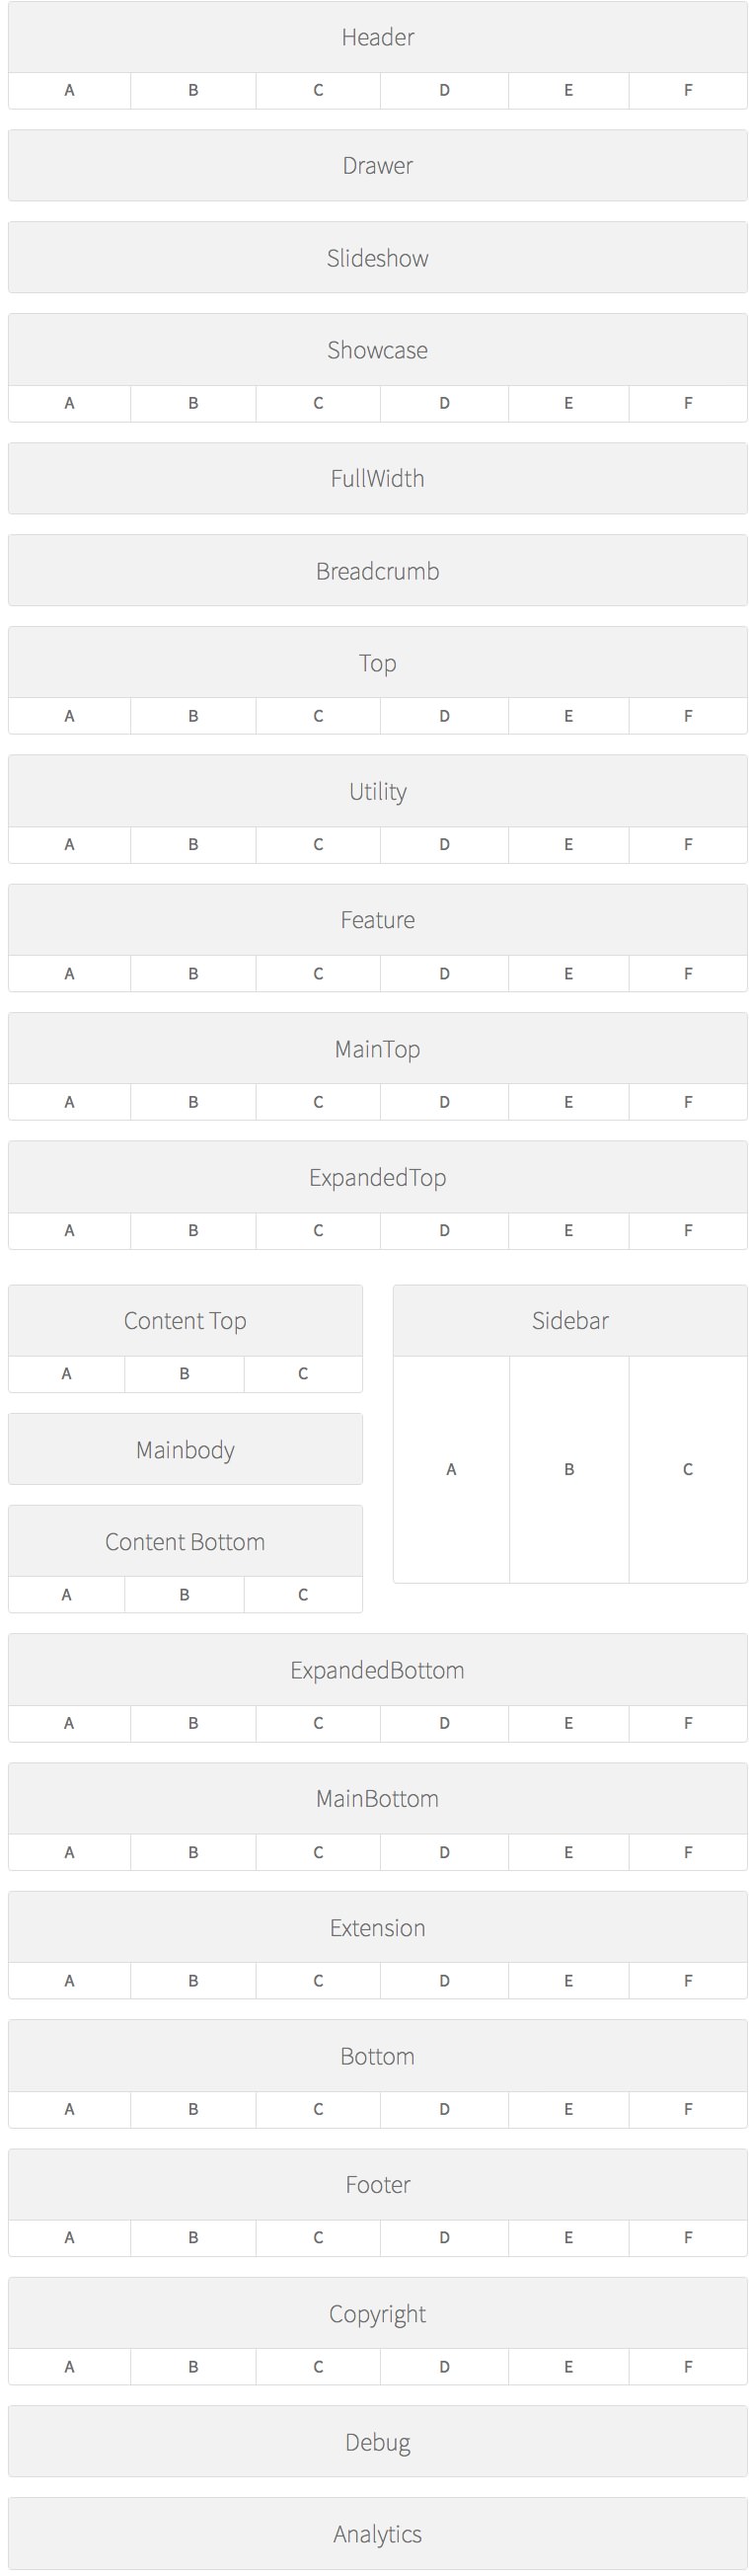 Header
A B C D E F
Drawer
Slideshow
Showcase
A B C D E F
FullWidth
Breadcrumb
Top
A B C D E F
Utility
A B C D E F
Feature
A B C D E F
MainTop
A B C D E F
ExpandedTop
A B C D E F
Content Top
A B C
Mainbody
Content Bottom
A B C
Sidebar
A B C
ExpandedBottom
A B C D E F
MainBottom
A B C D E F
Extension
A B C D E F
Bottom
A B C D E F
Footer
A B C D E F
Copyright
A B C D E F
Debug
Analytics